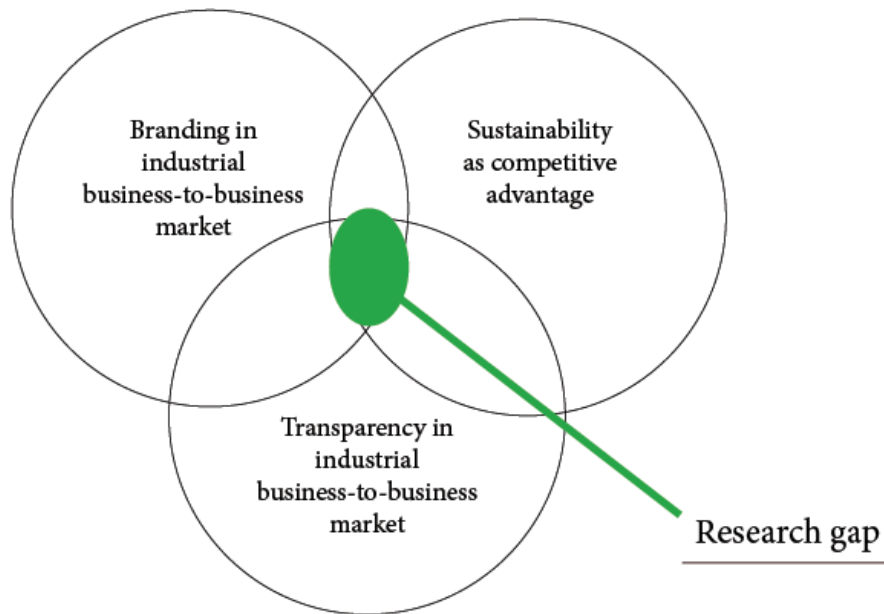 Branding in
industrial
business-to-business
market
Sustainability
as competitive
advantage
Transparency in
industrial
business-to-business
market
Research gap